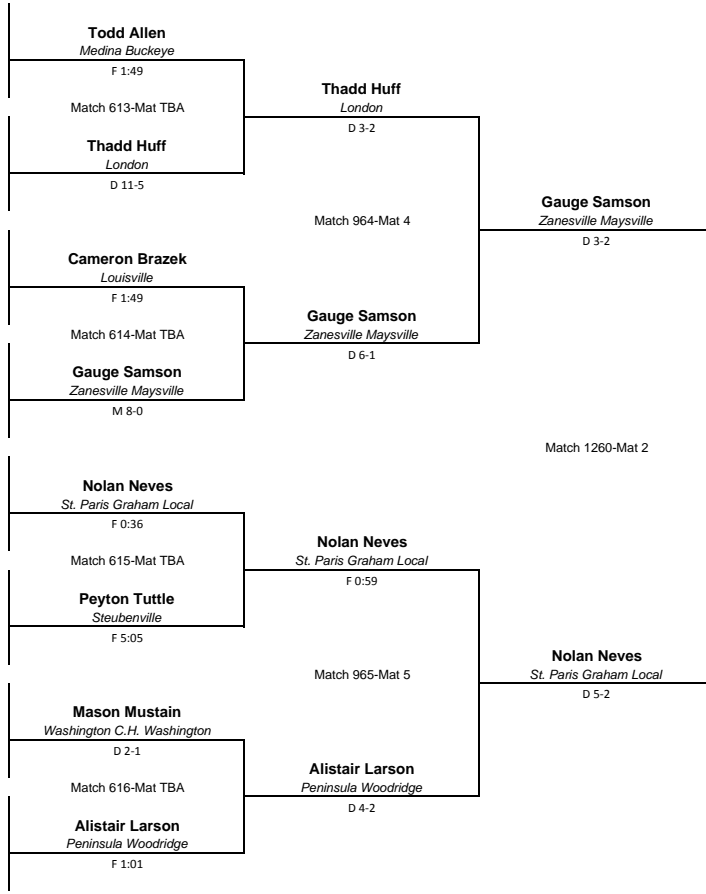 Todd Allen
Medina Buckeye
F 1:49
Match 613-Mat TBA
Thadd Huff
London
D 11-5
Thadd Huff
London
D 3-2
Match 964-Mat 4
Cameron Brazek
Louisville
F 1:49
Match 614-Mat TBA
Gauge Samson
Zanesville Maysville
M 8-0
Gauge Samson
Zanesville Maysville
D 6-1
Gauge Samson
Zanesville Maysville
D 3-2
Match 1260-Mat 2
Nolan Neves
St. Paris Graham Local
F 0:36
Match 615-Mat TBA
Peyton Tuttle
Steubenville
F 5:05
Nolan Neves
St. Paris Graham Local
F 0:59
Match 965-Mat 5
Mason Mustain
Washington C.H. Washington
D 2-1
Match 616-Mat TBA
Alistair Larson
Peninsula Woodridge
F 1:01
Alistair Larson
Peninsula Woodridge
D 4-2
Nolan Neves
St. Paris Graham Local
D 5-2